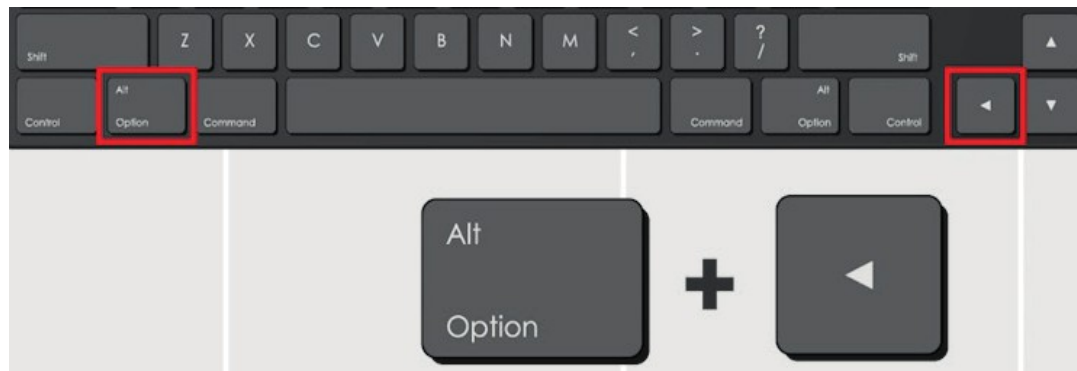 Shift Z X C V B N M < , > . ? / Shift
Control Alt Option Command Command Alt Option Control
Alt
Option
+